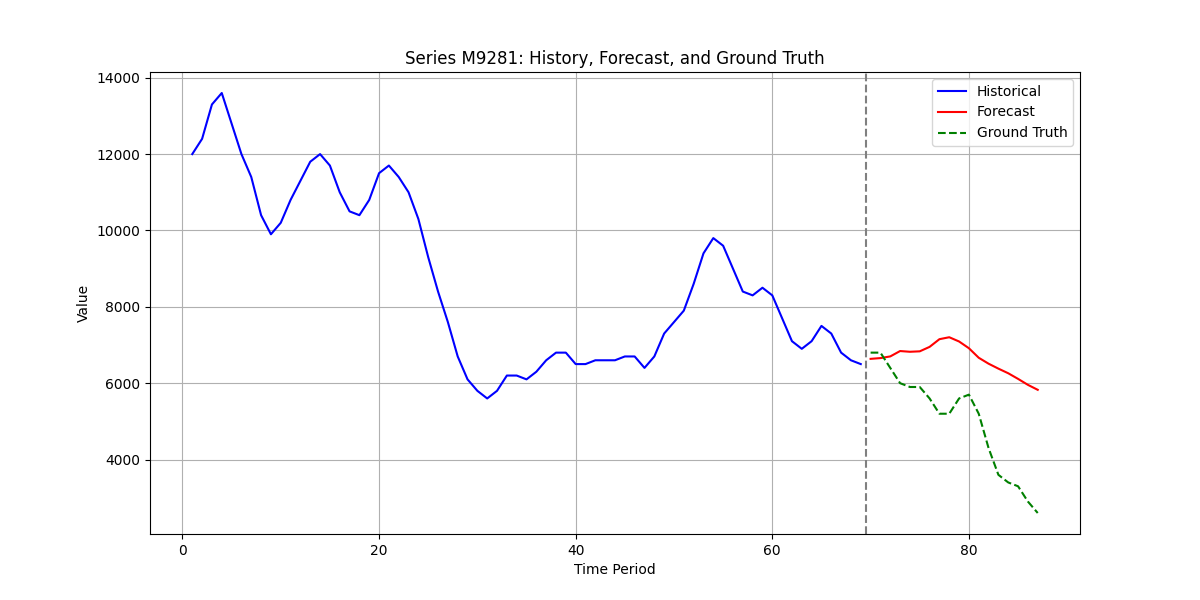 Series M9281: History, Forecast, and Ground Truth
14000
12000
10000
8000
6000
4000
Value
Historical
Forecast
Ground Truth
0 20 40 60 80
Time Period